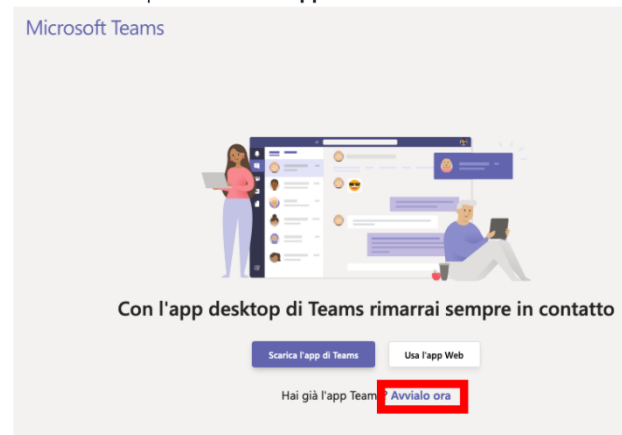 Microsoft Teams
Con l'app desktop di Teams rimarrai sempre in contatto
Scarica l'app di Teams
Usa l'app Web
Hai già l'app Team ? Avvialo ora